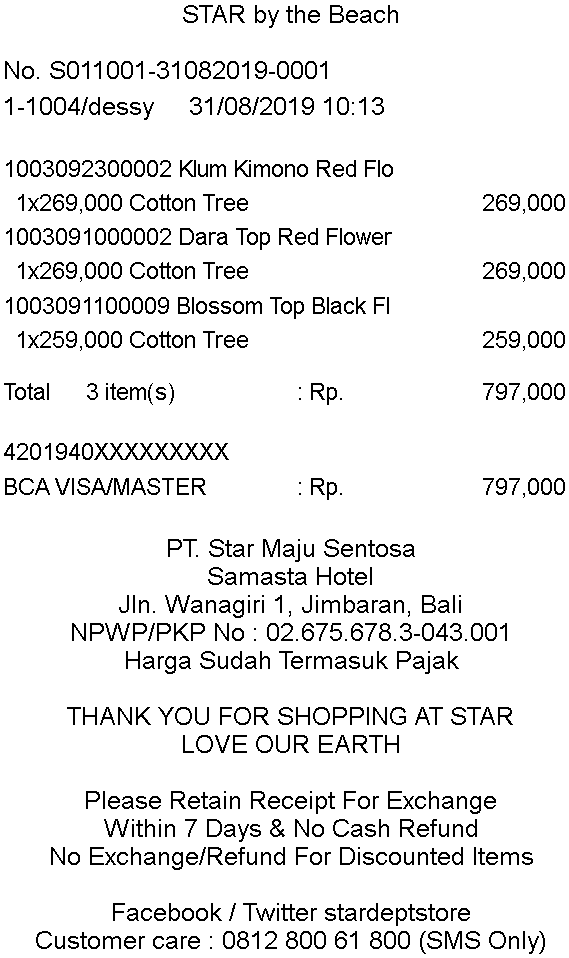 STAR by the Beach
No. S011001-31082019-0001
1-1004/dessy 31/08/2019 10:13
1003092300002 Klum Kimono Red Flo
1x269,000 Cotton Tree 269,000
1003091000002 Dara Top Red Flower
1x269,000 Cotton Tree 269,000
1003091100009 Blossom Top Black Fl
1x259,000 Cotton Tree 259,000
Total 3 item(s) : Rp. 797,000
4201940XXXXXXXXX
BCA VISA/MASTER : Rp. 797,000
PT. Star Maju Sentosa
Samasta Hotel
Jln. Wanagiri 1, Jimbaran, Bali
NPWP/PKP No : 02.675.678.3-043.001
Harga Sudah Termasuk Pajak
THANK YOU FOR SHOPPING AT STAR
LOVE OUR EARTH
Please Retain Receipt For Exchange
Within 7 Days & No Cash Refund
No Exchange/Refund For Discounted Items
Facebook / Twitter stardeptstore
Customer care : 0812 800 61 800 (SMS Only)